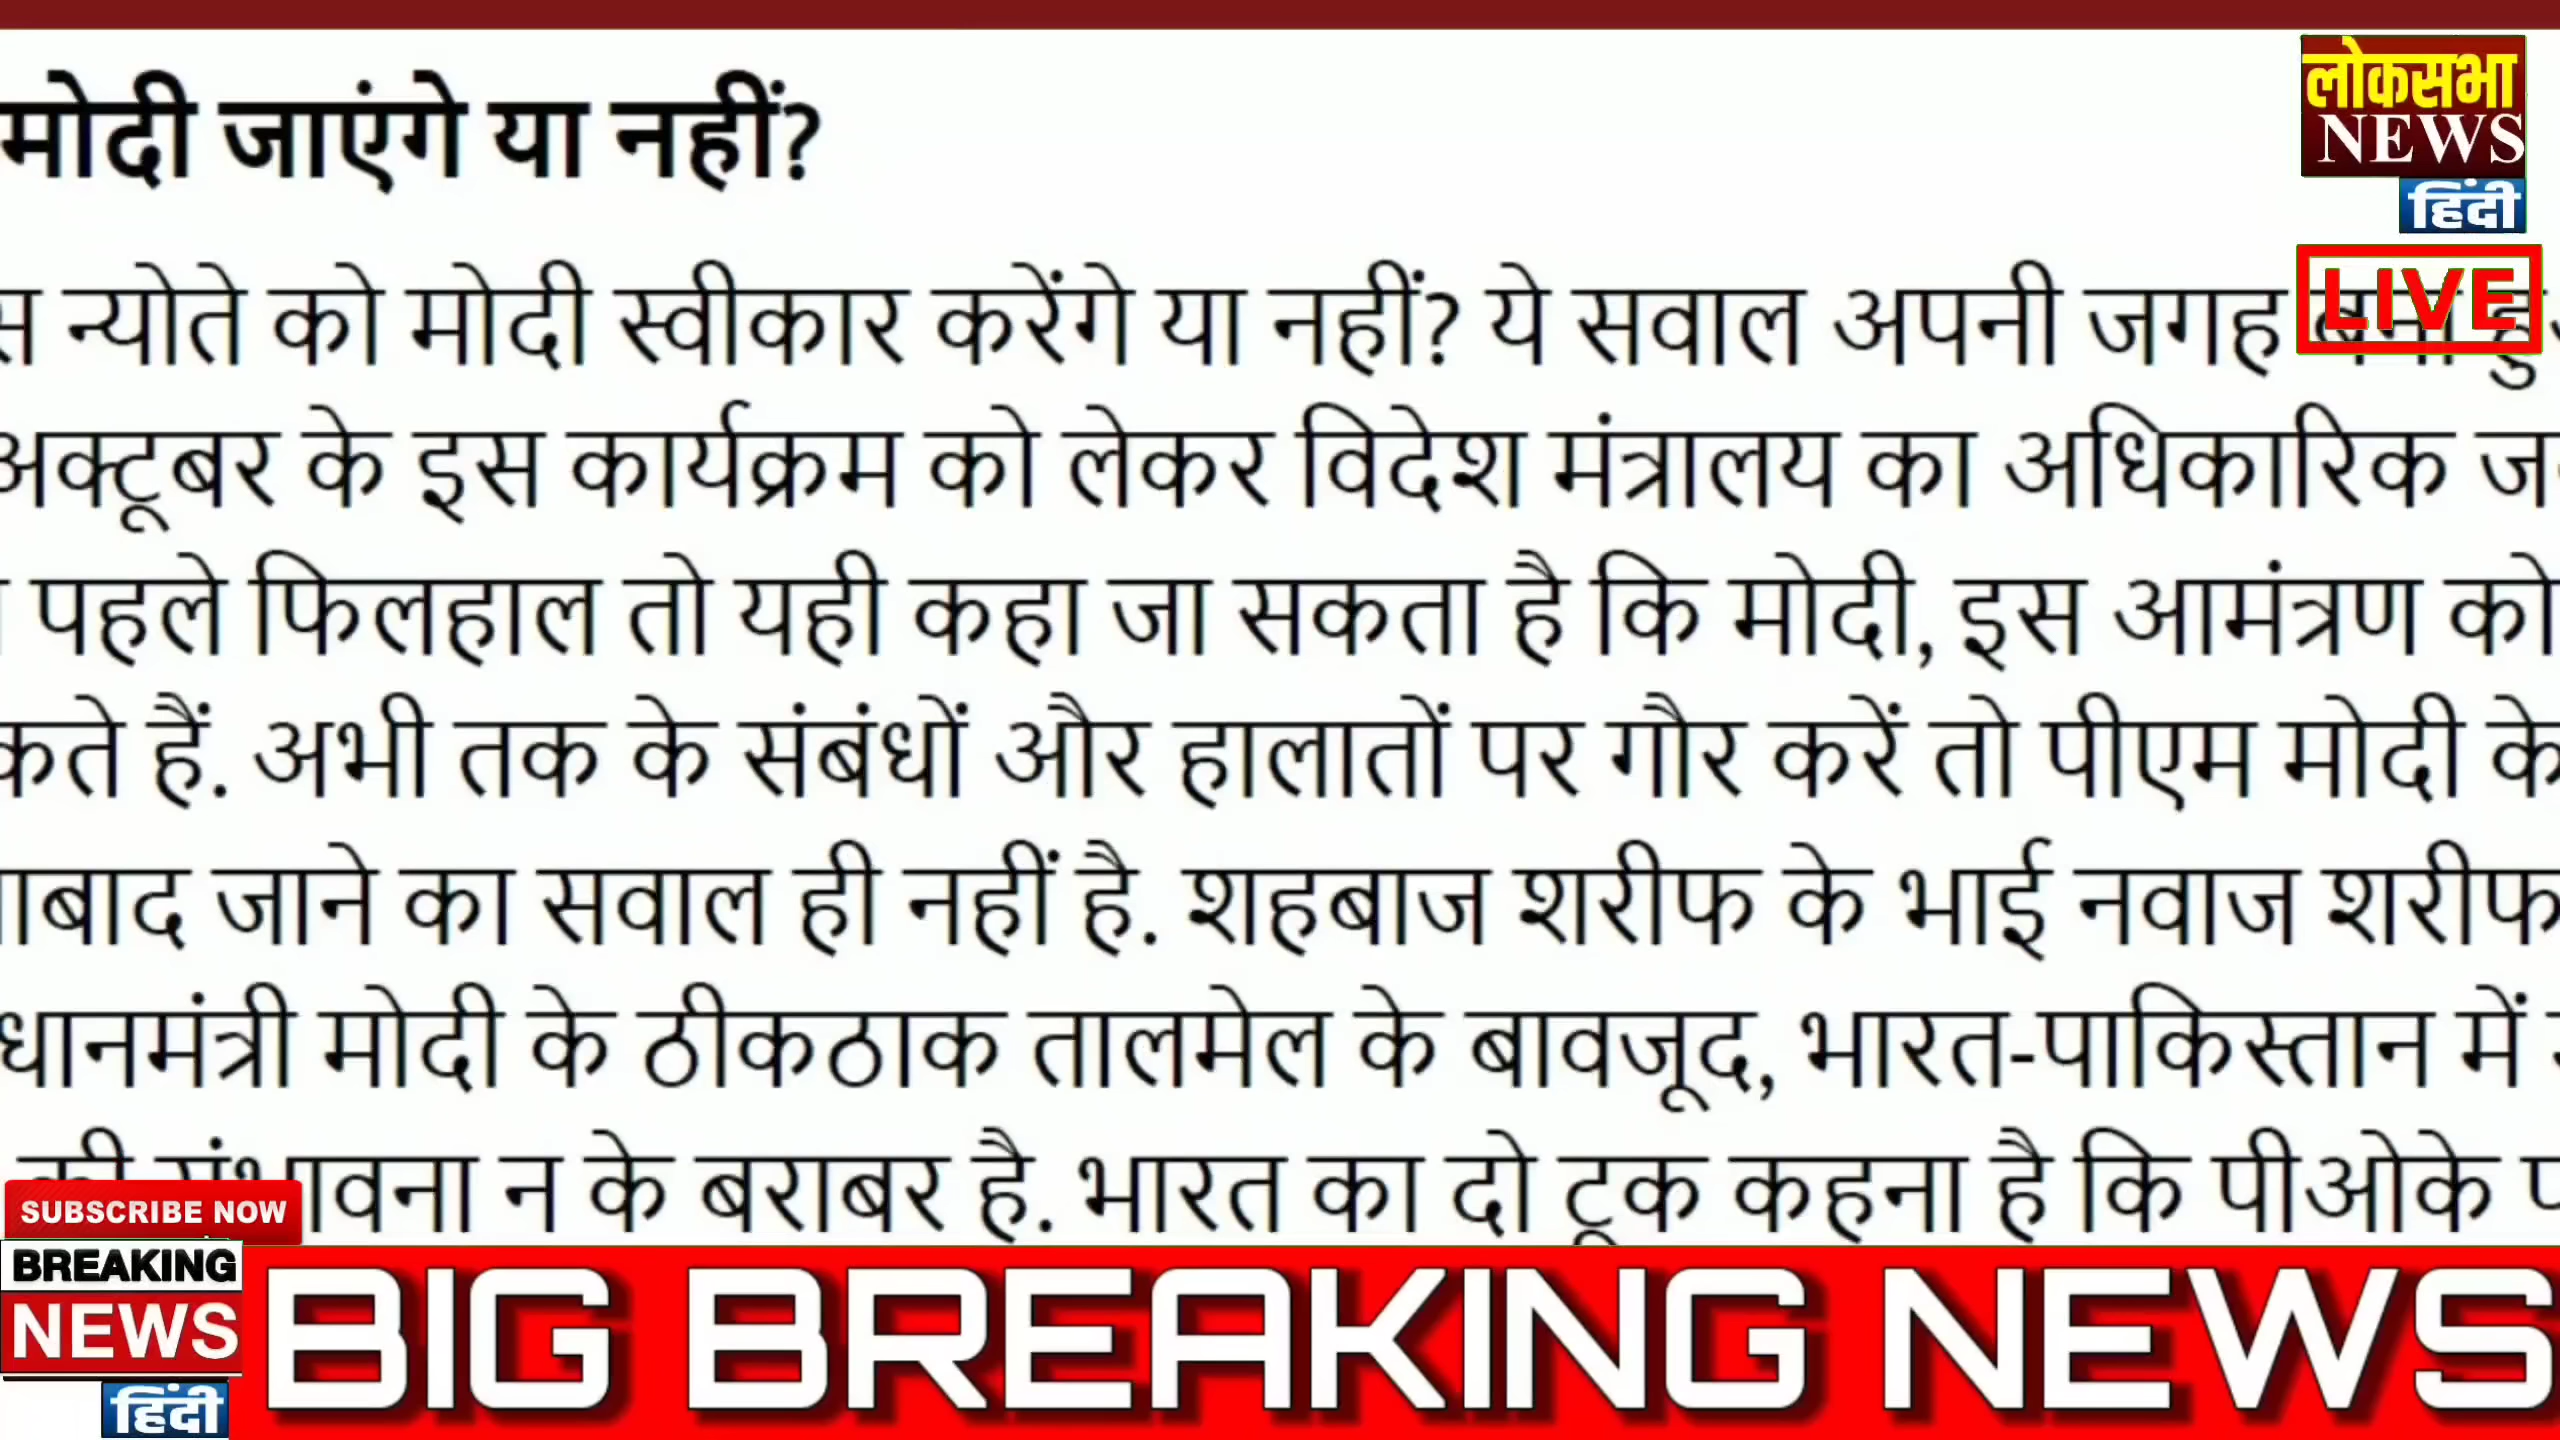 मोदी जाएंगे या नहीं?
लोकसभा
NEWS
हिंदी
LIVE
न्योते को मोदी स्वीकार करेंगे या नहीं? ये सवाल अपनी जगह
अक्टूबर के इस कार्यक्रम को लेकर विदेश मंत्रालय का अधिकारिक
पहले फिलहाल तो यही कहा जा सकता है कि मोदी, इस आमंत्रण को
कते हैं. अभी तक के संबंधों और हालातों पर गौर करें तो पीएम मोदी के
ाबाद जाने का सवाल ही नहीं है. शहबाज शरीफ के भाई नवाज शरीफ
धानमंत्री मोदी के ठीकठाक तालमेल के बावजूद, भारत-पाकिस्तान में
की संभावना न के बराबर है. भारत का दो टूक कहना है कि पीओके
SUBSCRIBE NOW
BREAKING
NEWS
हिंदी
BIG BREAKING NEWS